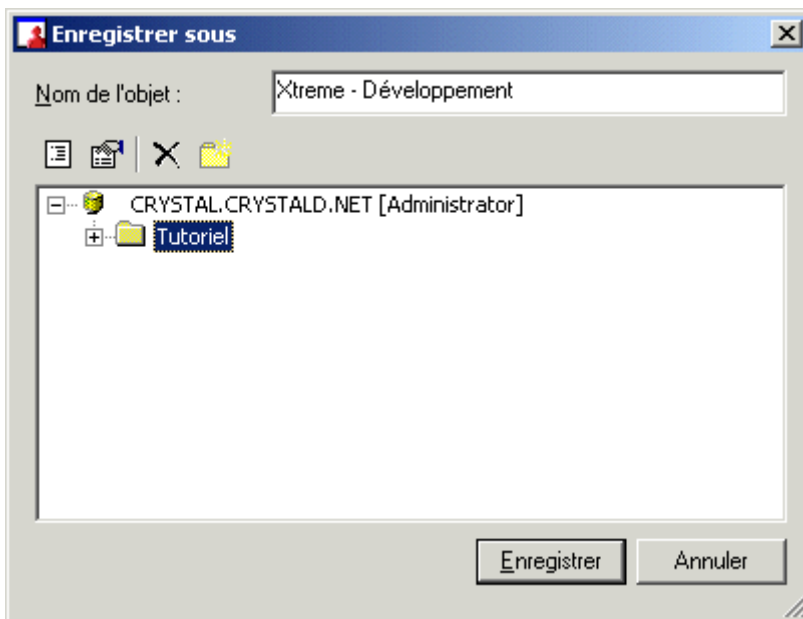 Enregistrer sous
Nom de l'objet : Xtreme - Développement
CRYSTAL.CRYSTALD.NET [Administrator]
Tutoriel
Enregistrer Annuler